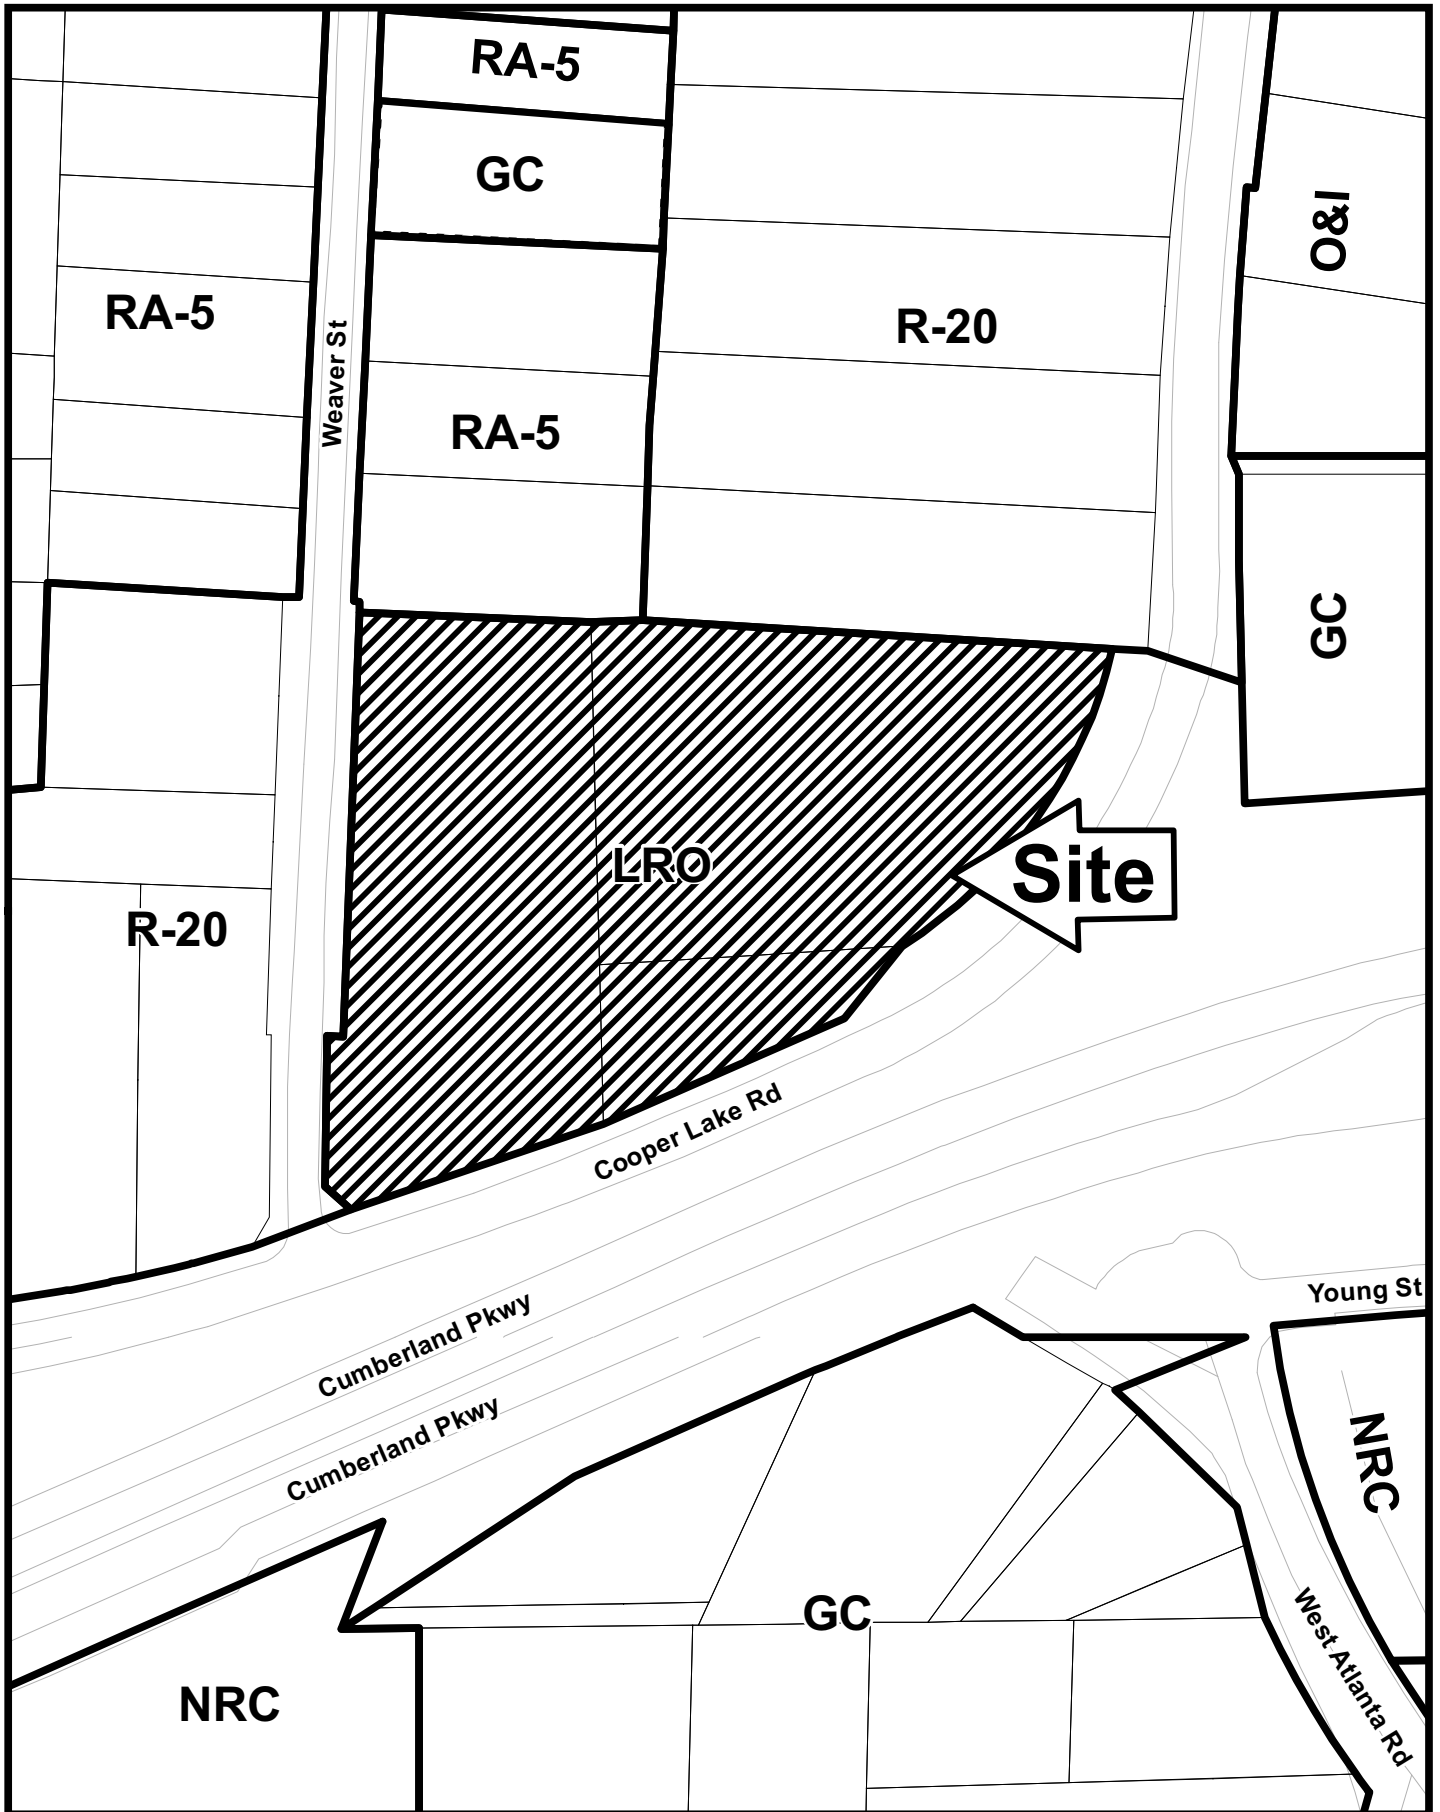 RA-5
GC
O&I
RA-5
R-20
Weaver St
RA-5
GC
LRO
Site
R-20
Cooper Lake Rd
Young St
Cumberland Pkwy
Cumberland Pkwy
NRC
GC
West Atlanta Rd
NRC